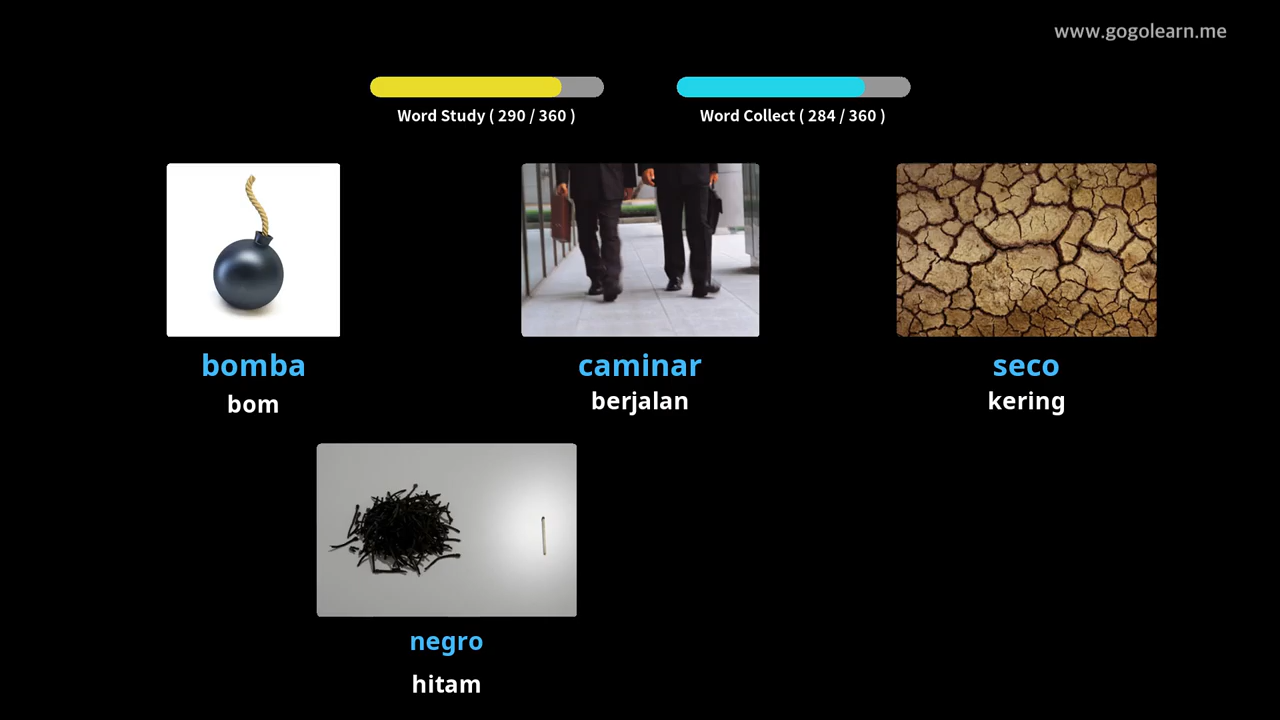 www.gogolearn.me
Word Study ( 290 / 360 )
Word Collect ( 284 / 360 )
bomba
bom
caminar
berjalan
seco
kering
negro
hitam